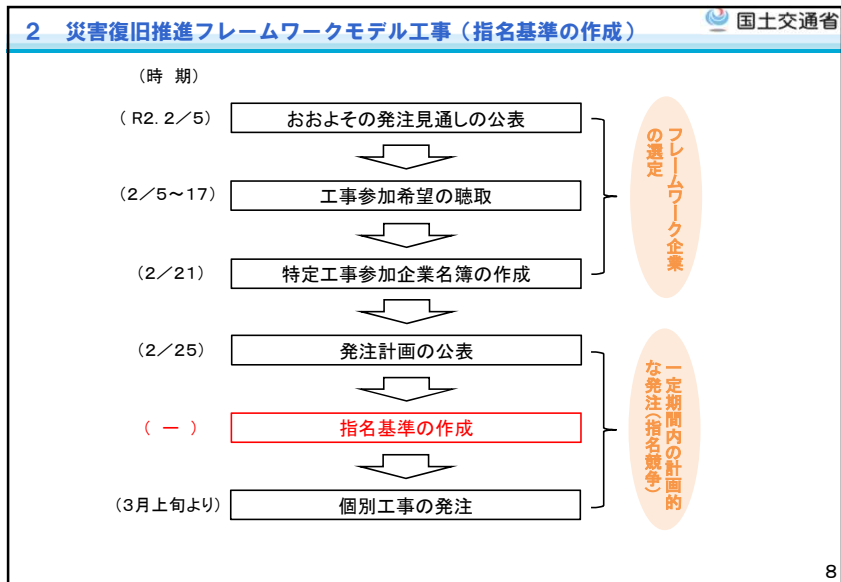 2 災害復旧推進フレームワークモデル工事(指名基準の作成)
国土交通省
(時 期)
(R2.2/5)
おおよその発注見通しの公表
(2/5~17)
工事参加希望の聴取
(2/21)
特定工事参加企業名簿の作成
フレームワーク企業
の選定
(2/25)
発注計画の公表
( ー )
指名基準の作成
(3月上旬より)
個別工事の発注
一定期間内の計画的
な発注(指名競争)
8